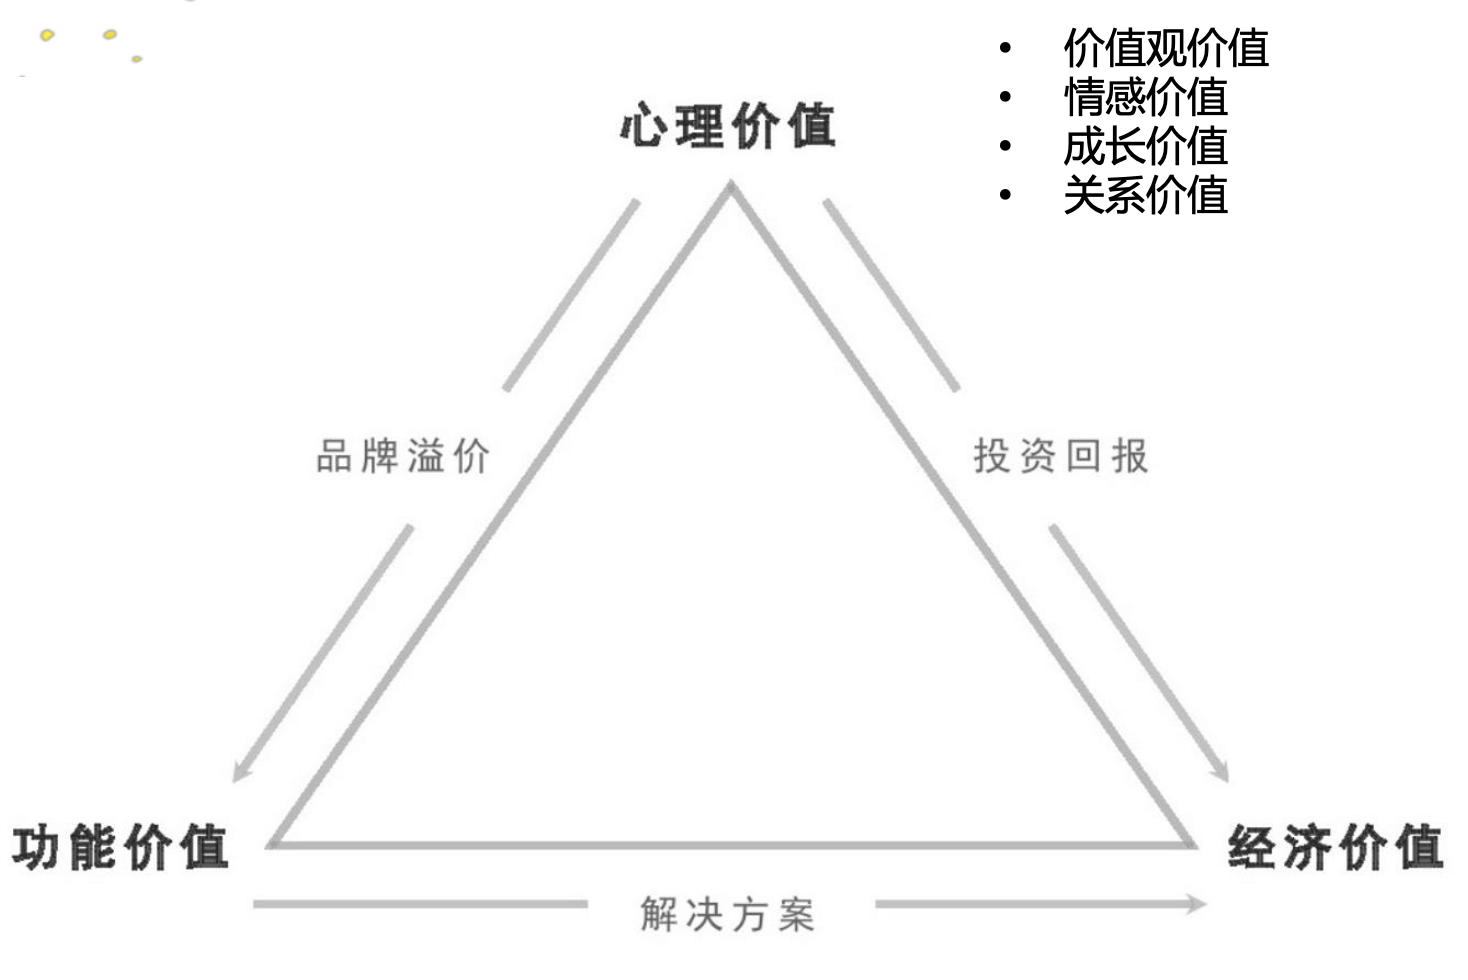 • 价值观价值
• 情感价值
• 成长价值
• 关系价值
心理价值
品牌溢价
投资回报
功能价值
经济价值
解决方案